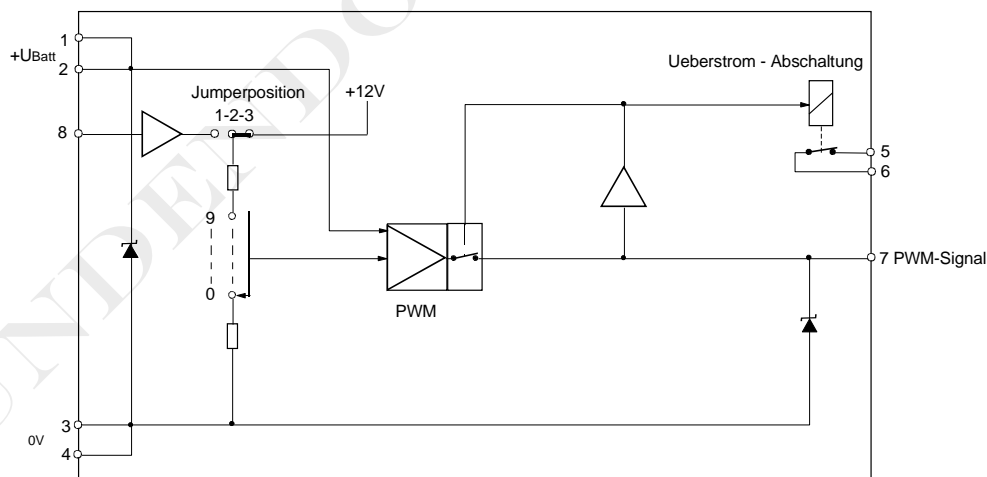 1
+UBatt
2
Ueberstrom - Abschaltung
Jumperposition
1-2-3
+12V
8
5
6
9
0
7 PWM-Signal
PWM
3
0V
4